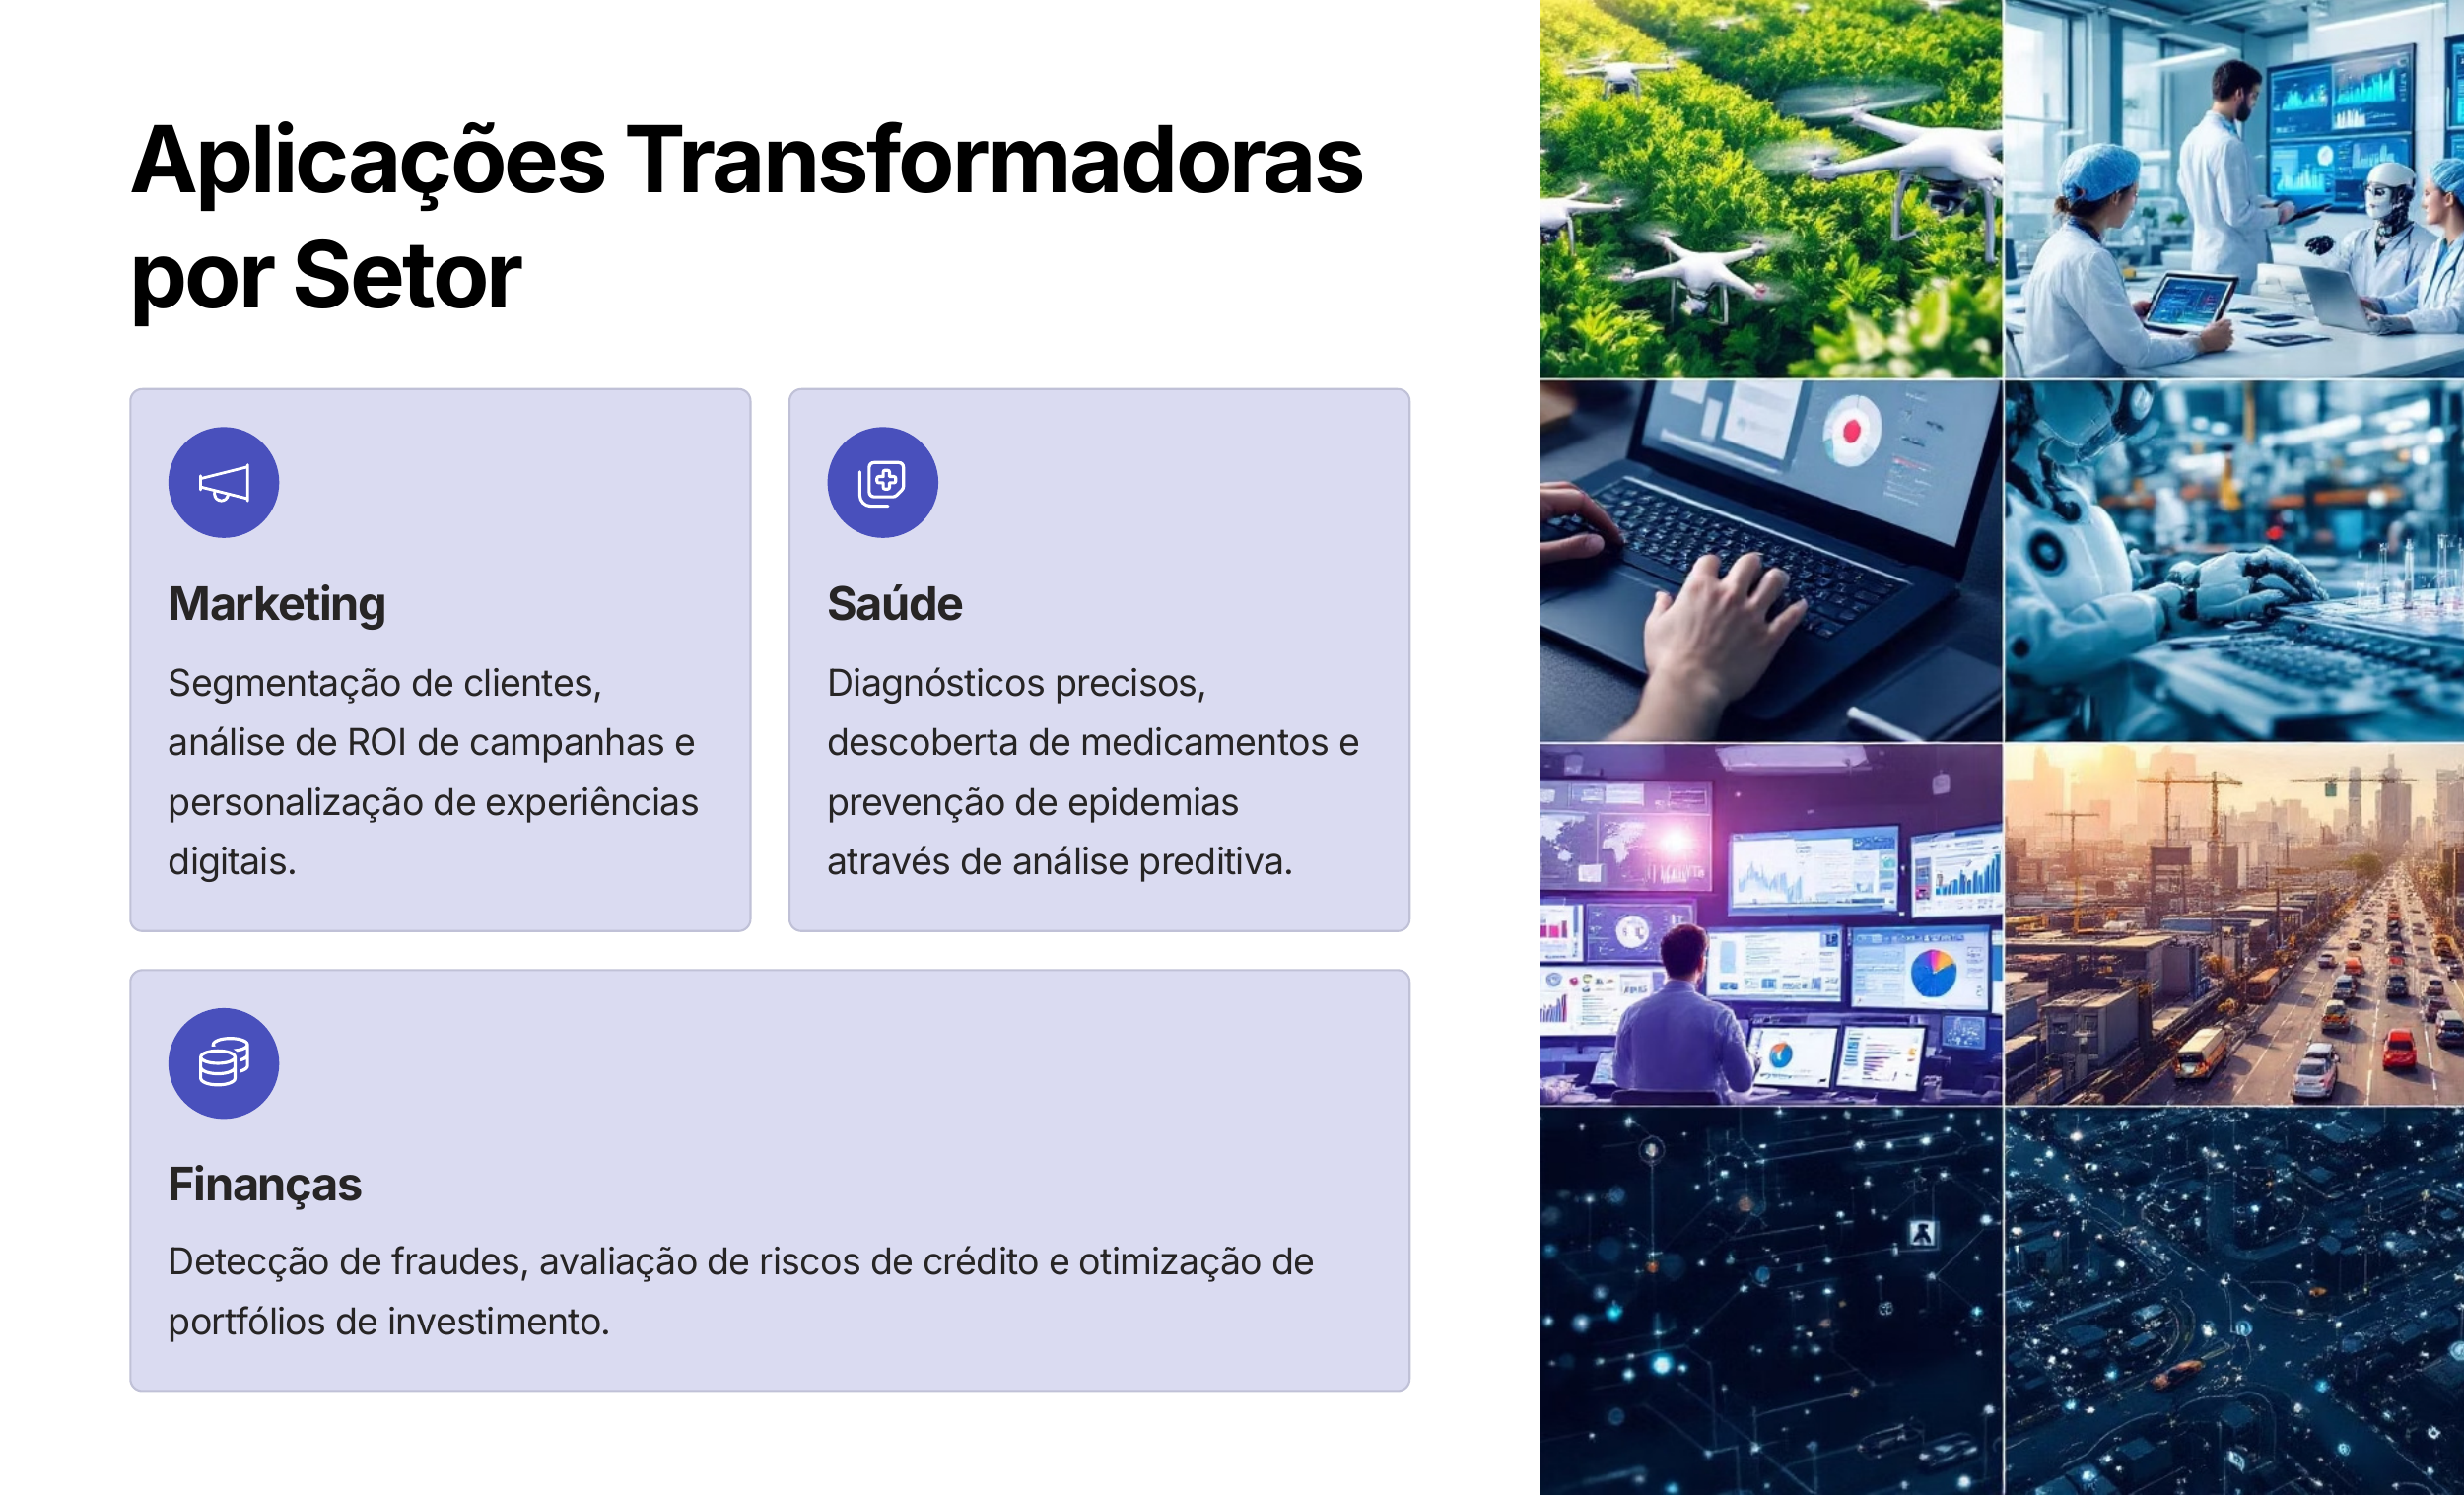 Aplicações Transformadoras
por Setor
Marketing
Segmentação de clientes,
análise de ROI de campanhas e
personalização de experiências
digitais.
Saúde
Diagnósticos precisos,
descoberta de medicamentos e
prevenção de epidemias
através de análise preditiva.
Finanças
Detecção de fraudes, avaliação de riscos de crédito e otimização de
portfólios de investimento.